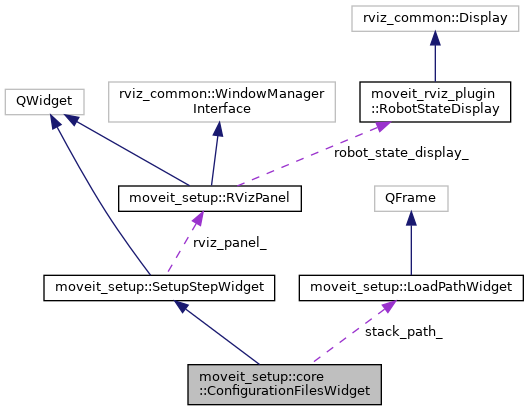 rviz_common::Display
QWidget
rviz_common::WindowManager
Interface
moveit_rviz_plugin
::RobotStateDisplay
robot_state_display_
moveit_setup::RVizPanel
QFrame
rviz_panel_
moveit_setup::SetupStepWidget
moveit_setup::LoadPathWidget
stack_path_
moveit_setup::core
::ConfigurationFilesWidget